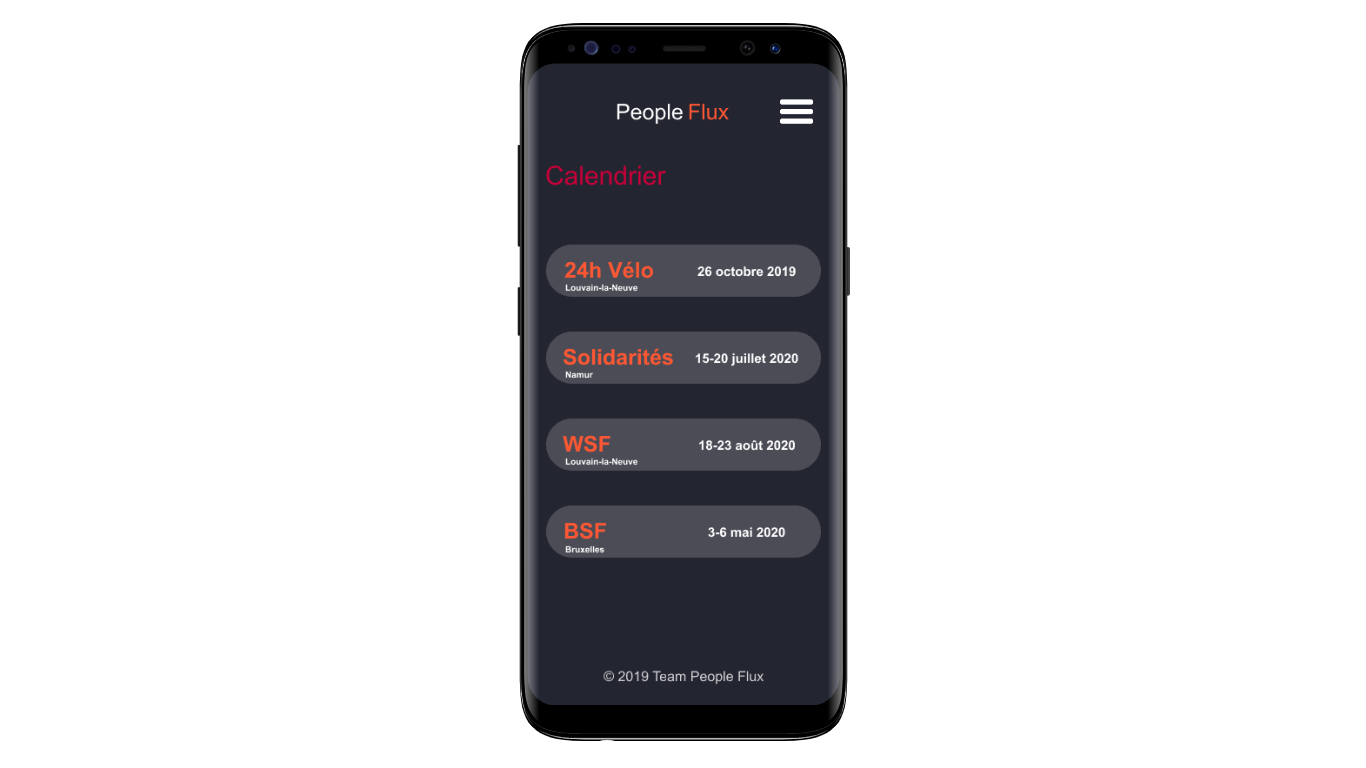 People Flux
Calendrier
24h Vélo
26 octobre 2019
Louvain-la-Neuve
Solidarités
15-20 juillet 2020
Namur
WSF
18-23 août 2020
Louvain-la-Neuve
BSF
3-6 mai 2020
Bruxelles
© 2019 Team People Flux